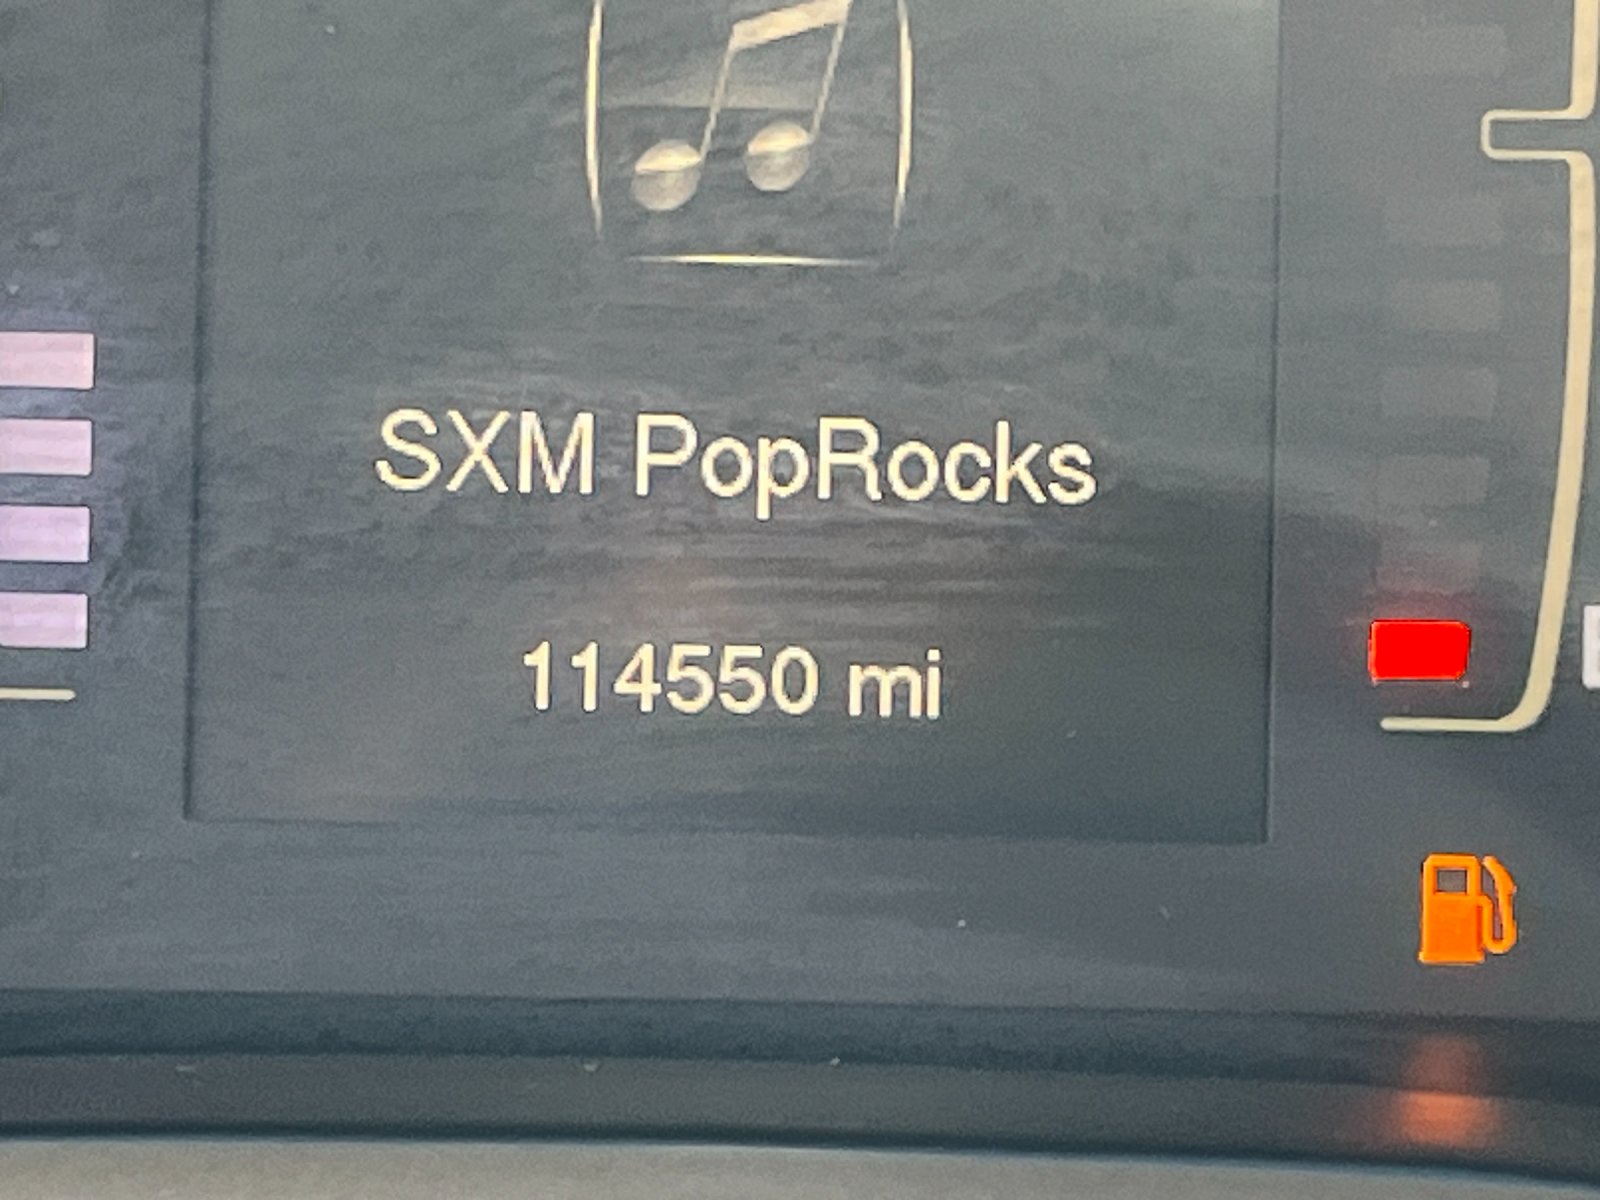 SXM PopRocks
114550 mi